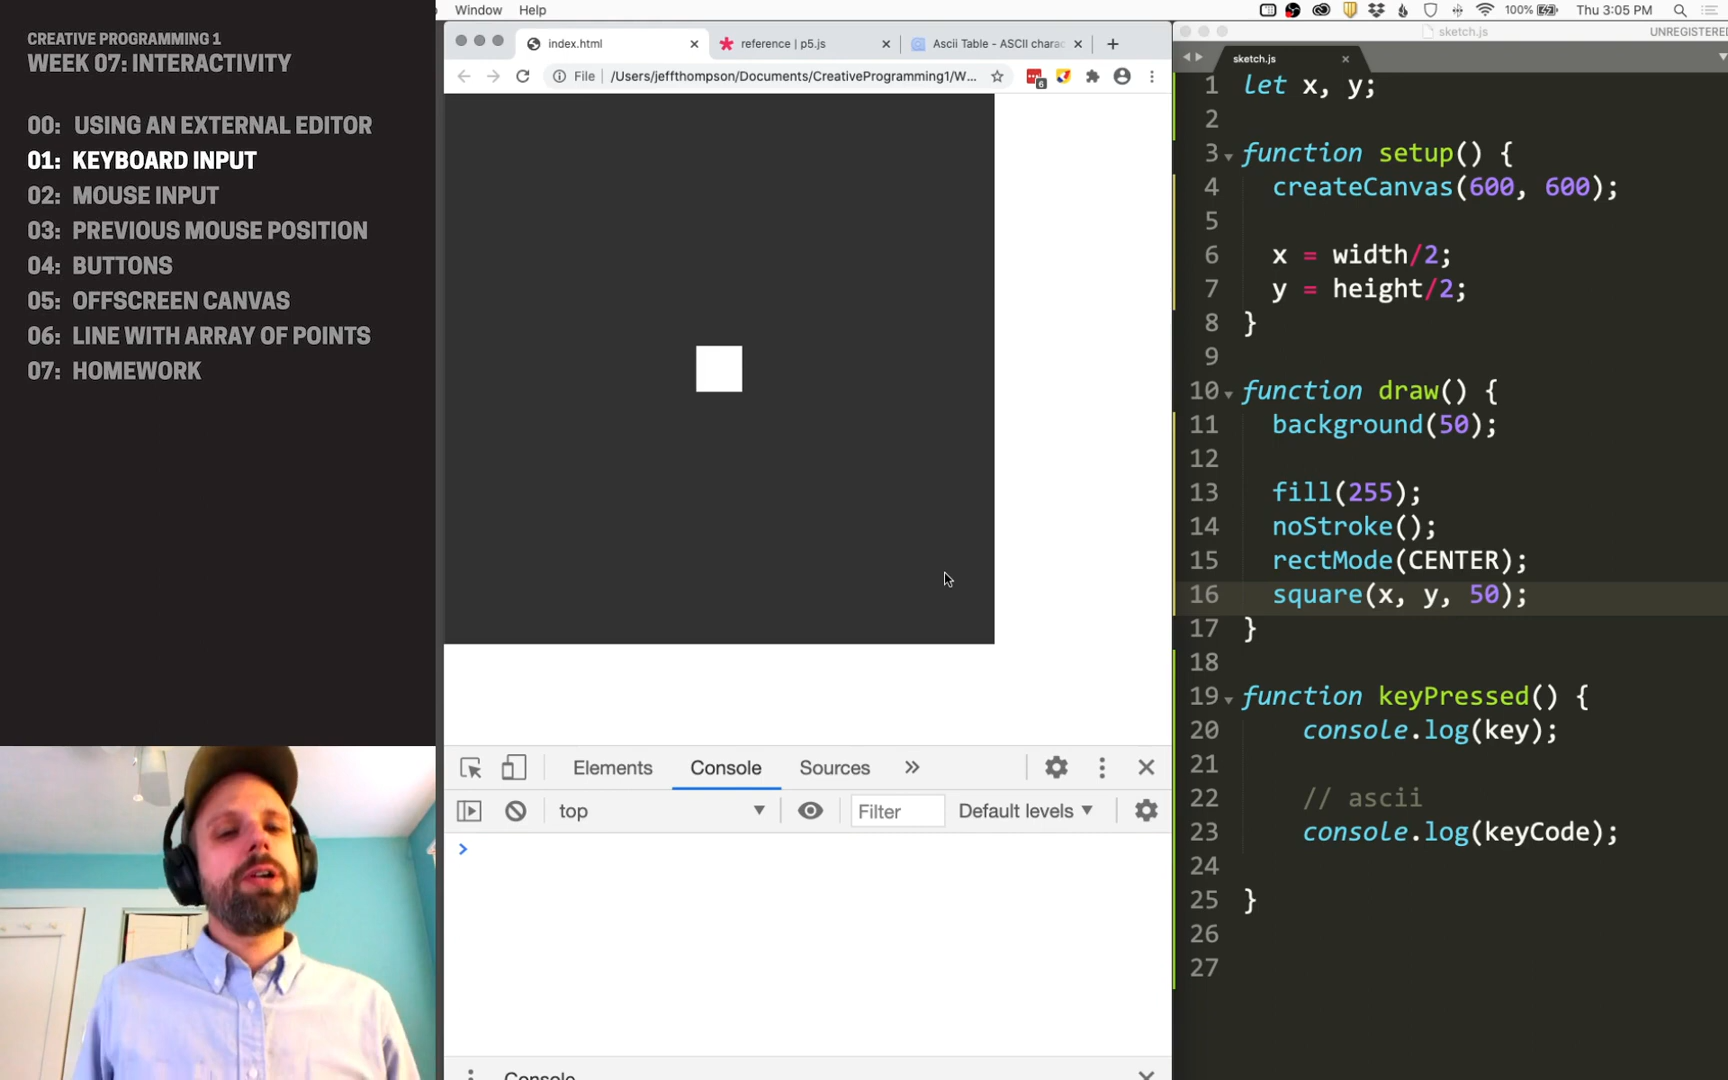 CREATIVE PROGRAMMING 1
WEEK 07: INTERACTIVITY
00: USING AN EXTERNAL EDITOR
01: KEYBOARD INPUT
02: MOUSE INPUT
03: PREVIOUS MOUSE POSITION
04: BUTTONS
05: OFFSCREEN CANVAS
06: LINE WITH ARRAY OF POINTS
07: HOMEWORK
Window Help
100% Thu 3:05 PM
index.html
reference | p5.js
Ascii Table - ASCII charac
File /Users/jeffthompson/Documents/CreativeProgramming1/W...
6
Elements Console Sources
top Filter Default levels
Console
sketch.js UNREGISTERED
sketch.js
1 let x, y;
2
3 function setup() {
4 createCanvas(600, 600);
5
6 x = width/2;
7 y = height/2;
8 }
9
10 function draw() {
11 background(50);
12
13 fill(255);
14 noStroke();
15 rectMode(CENTER);
16 square(x, y, 50);
17 }
18
19 function keyPressed() {
20 console.log(key);
21
22 // ascii
23 console.log(keyCode);
24
25 }
26
27